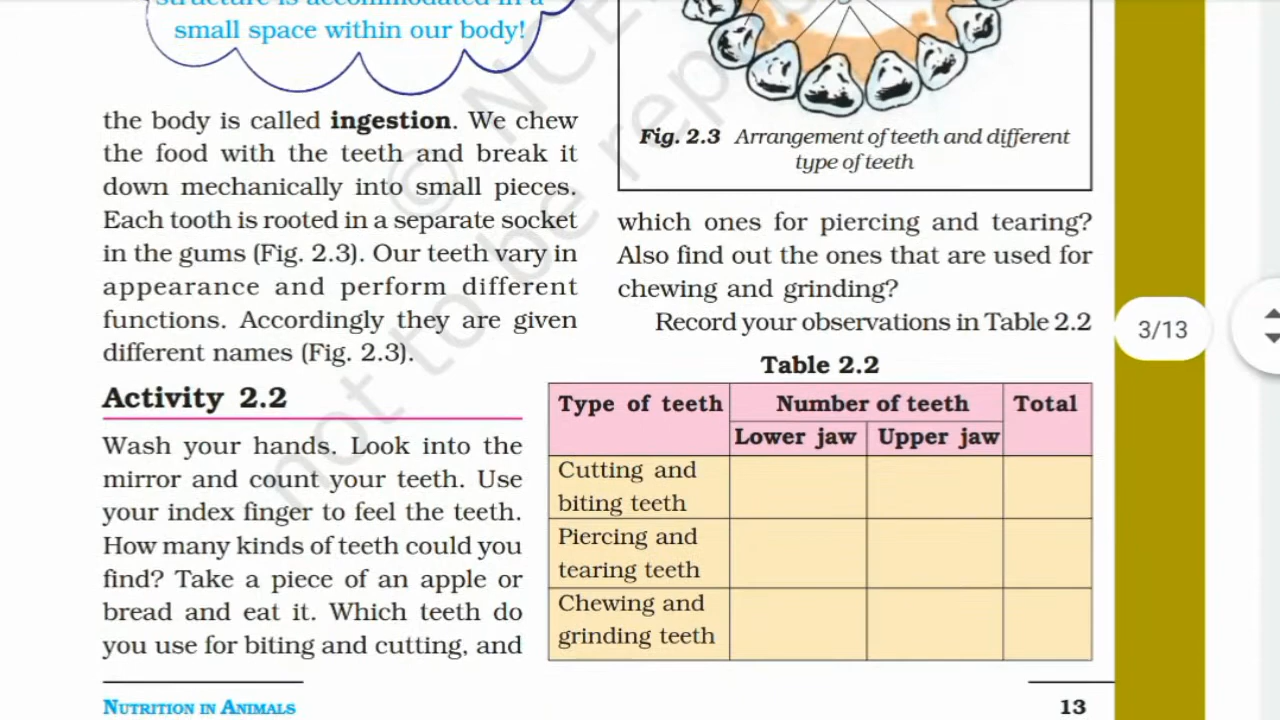 structure is accommodated in a
small space within our body!
the body is called ingestion. We chew
the food with the teeth and break it
down mechanically into small pieces.
Each tooth is rooted in a separate socket
in the gums (Fig. 2.3). Our teeth vary in
appearance and perform different
functions. Accordingly they are given
different names (Fig. 2.3).
Activity 2.2
Wash your hands. Look into the
mirror and count your teeth. Use
your index finger to feel the teeth.
How many kinds of teeth could you
find? Take a piece of an apple or
bread and eat it. Which teeth do
you use for biting and cutting, and
Fig. 2.3 Arrangement of teeth and different
type of teeth
which ones for piercing and tearing?
Also find out the ones that are used for
chewing and grinding?
Record your observations in Table 2.2
Table 2.2
Type of teeth Number of teeth Total
Lower jaw Upper jaw
Cutting and
biting teeth
Piercing and
tearing teeth
Chewing and
grinding teeth
NUTRITION IN ANIMALS
13
3/13
© NCE
not to be rep